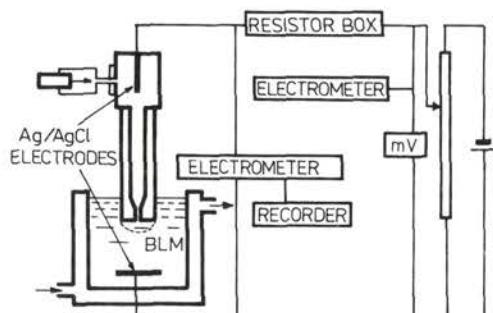 RESISTOR BOX
ELECTROMETER
Ag/AgCl
ELECTRODES
mV
ELECTROMETER
RECORDER
BLM